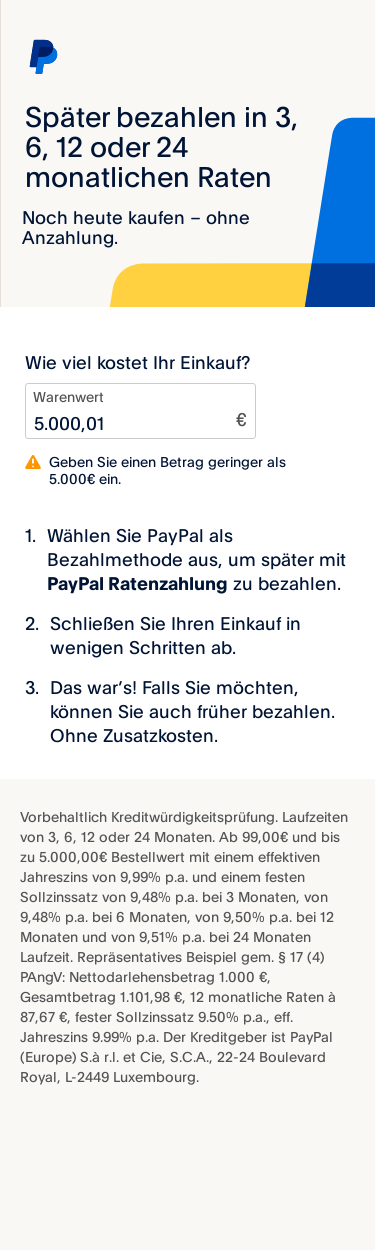 Später bezahlen in 3,
6, 12 oder 24
monatlichen Raten
Noch heute kaufen – ohne
Anzahlung.
Wie viel kostet Ihr Einkauf?
Warenwert
5.000,01 €
Geben Sie einen Betrag geringer als
5.000€ ein.
1. Wählen Sie PayPal als
Bezahlmethode aus, um später mit
PayPal Ratenzahlung zu bezahlen.
2. Schließen Sie Ihren Einkauf in
wenigen Schritten ab.
3. Das war’s! Falls Sie möchten,
können Sie auch früher bezahlen.
Ohne Zusatzkosten.
Vorbehaltlich Kreditwürdigkeitsprüfung. Laufzeiten
von 3, 6, 12 oder 24 Monaten. Ab 99,00€ und bis
zu 5.000,00€ Bestellwert mit einem effektiven
Jahreszins von 9,99% p.a. und einem festen
Sollzinssatz von 9,48% p.a. bei 3 Monaten, von
9,48% p.a. bei 6 Monaten, von 9,50% p.a. bei 12
Monaten und von 9,51% p.a. bei 24 Monaten
Laufzeit. Repräsentatives Beispiel gem. § 17 (4)
PAngV: Nettodarlehensbetrag 1.000 €,
Gesamtbetrag 1.101,98 €, 12 monatliche Raten à
87,67 €, fester Sollzinssatz 9.50% p.a., eff.
Jahreszins 9.99% p.a. Der Kreditgeber ist PayPal
(Europe) S.à r.l. et Cie, S.C.A., 22-24 Boulevard
Royal, L-2449 Luxembourg.